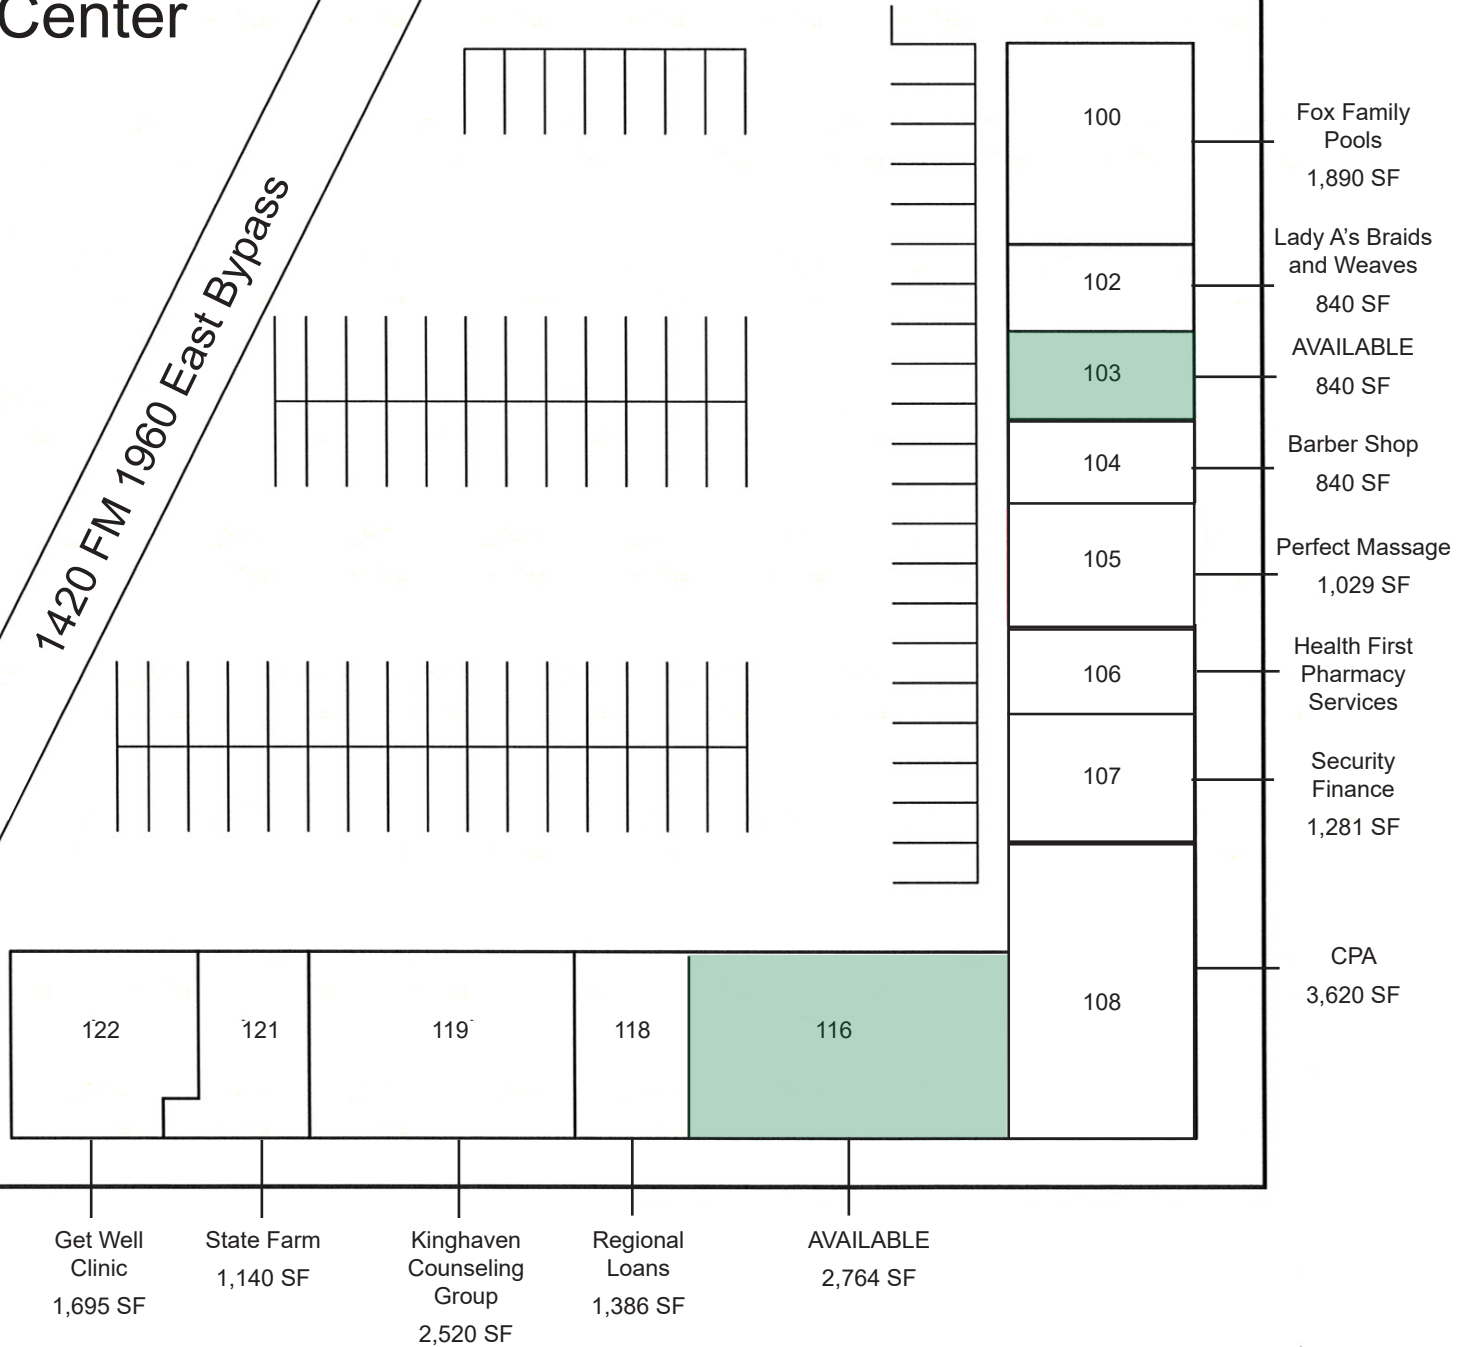 Center
1420 FM 1960 East Bypass
100
Fox Family
Pools
1,890 SF
102
Lady A’s Braids
and Weaves
840 SF
103
AVAILABLE
840 SF
104
Barber Shop
840 SF
105
Perfect Massage
1,029 SF
106
Health First
Pharmacy
Services
107
Security
Finance
1,281 SF
108
CPA
3,620 SF
122
121
119
118
116
Get Well
Clinic
1,695 SF
State Farm
1,140 SF
Kinghaven
Counseling
Group
2,520 SF
Regional
Loans
1,386 SF
AVAILABLE
2,764 SF